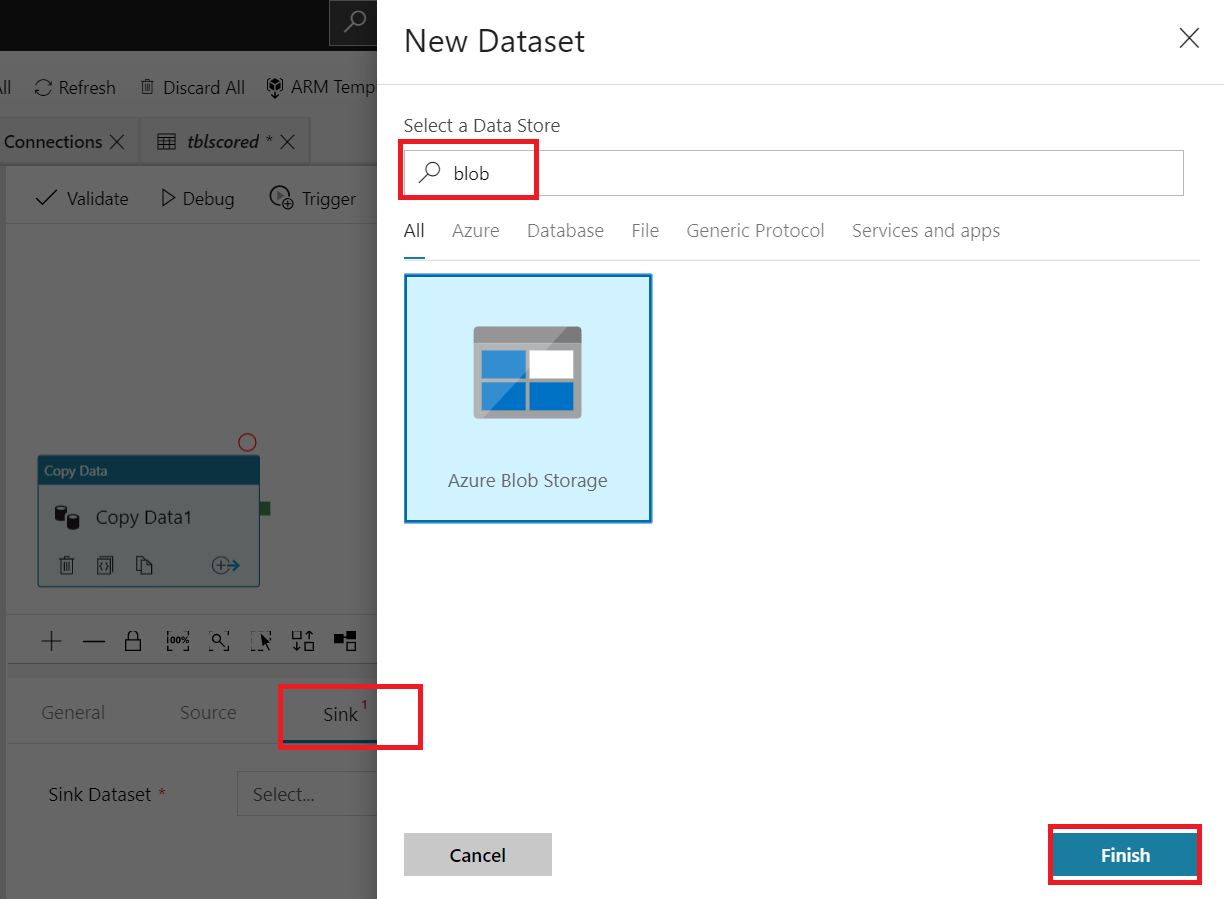 New Dataset
ll Refresh Discard All ARM Temp
Connections tblscored *
Validate Debug Trigger
Select a Data Store
blob
All Azure Database File Generic Protocol Services and apps
Azure Blob Storage
Copy Data
Copy Data1
100%
General Source Sink 1
Sink Dataset * Select...
Cancel Finish